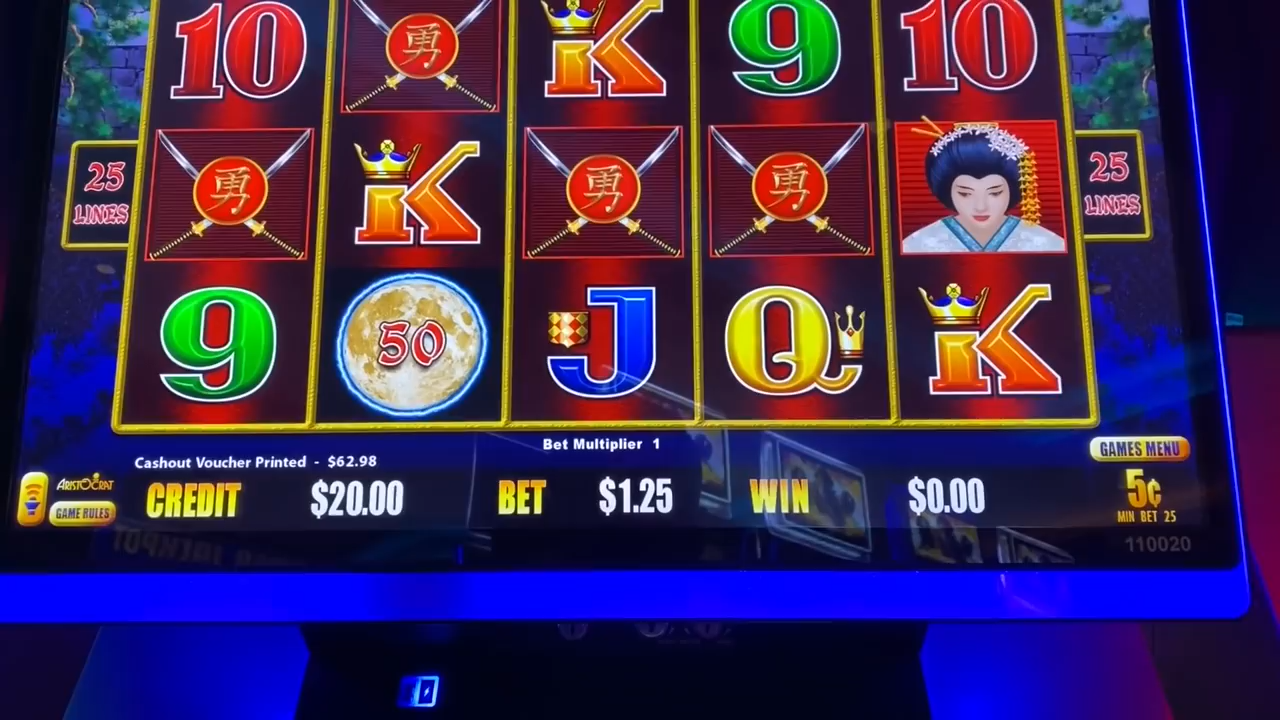 10
勇
K
9
10
25
LINES
勇
K
勇
勇
25
LINES
9
50
J
Q
K
Bet Multiplier 1
Cashout Voucher Printed - $62.98
GAMES MENU
ARISTOCRAT
GAME RULES
CREDIT $20.00 BET $1.25 WIN $0.00
5¢
MIN BET 25
110020